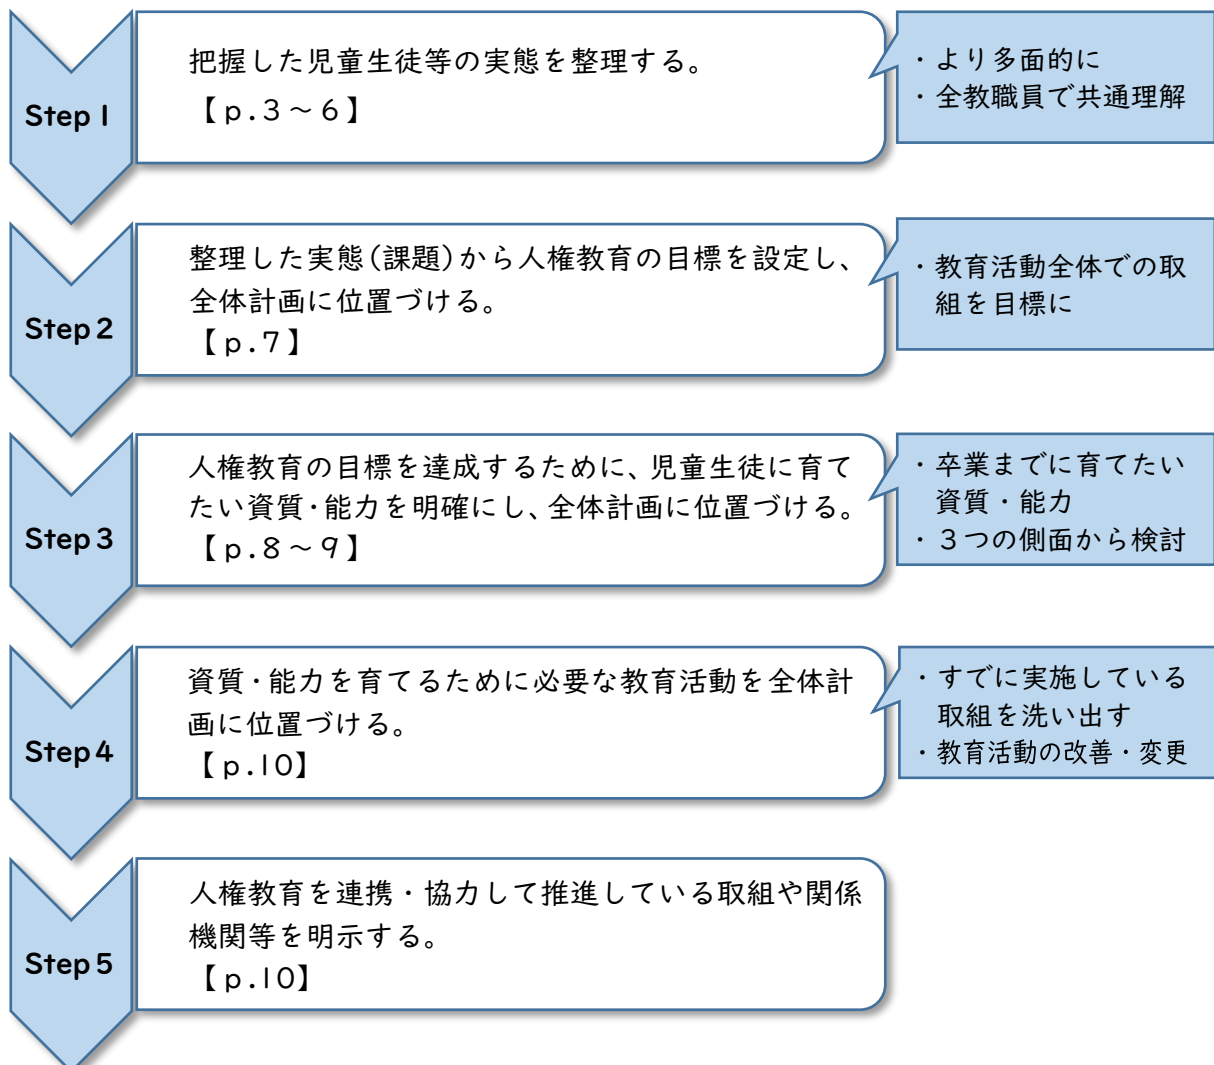 Step 1
把握した児童生徒等の実態を整理する。
【p.3~6】
・より多面的に
・全教職員で共通理解
Step 2
整理した実態(課題)から人権教育の目標を設定し、
全体計画に位置づける。
【p.7】
・教育活動全体での取
組を目標に
Step 3
人権教育の目標を達成するために、児童生徒に育て
たい資質・能力を明確にし、全体計画に位置づける。
【p.8~9】
・卒業までに育てたい
資質・能力
・3つの側面から検討
Step 4
資質・能力を育てるために必要な教育活動を全体計
画に位置づける。
【p.10】
・すでに実施している
取組を洗い出す
・教育活動の改善・変更
Step 5
人権教育を連携・協力して推進している取組や関係
機関等を明示する。
【p.10】